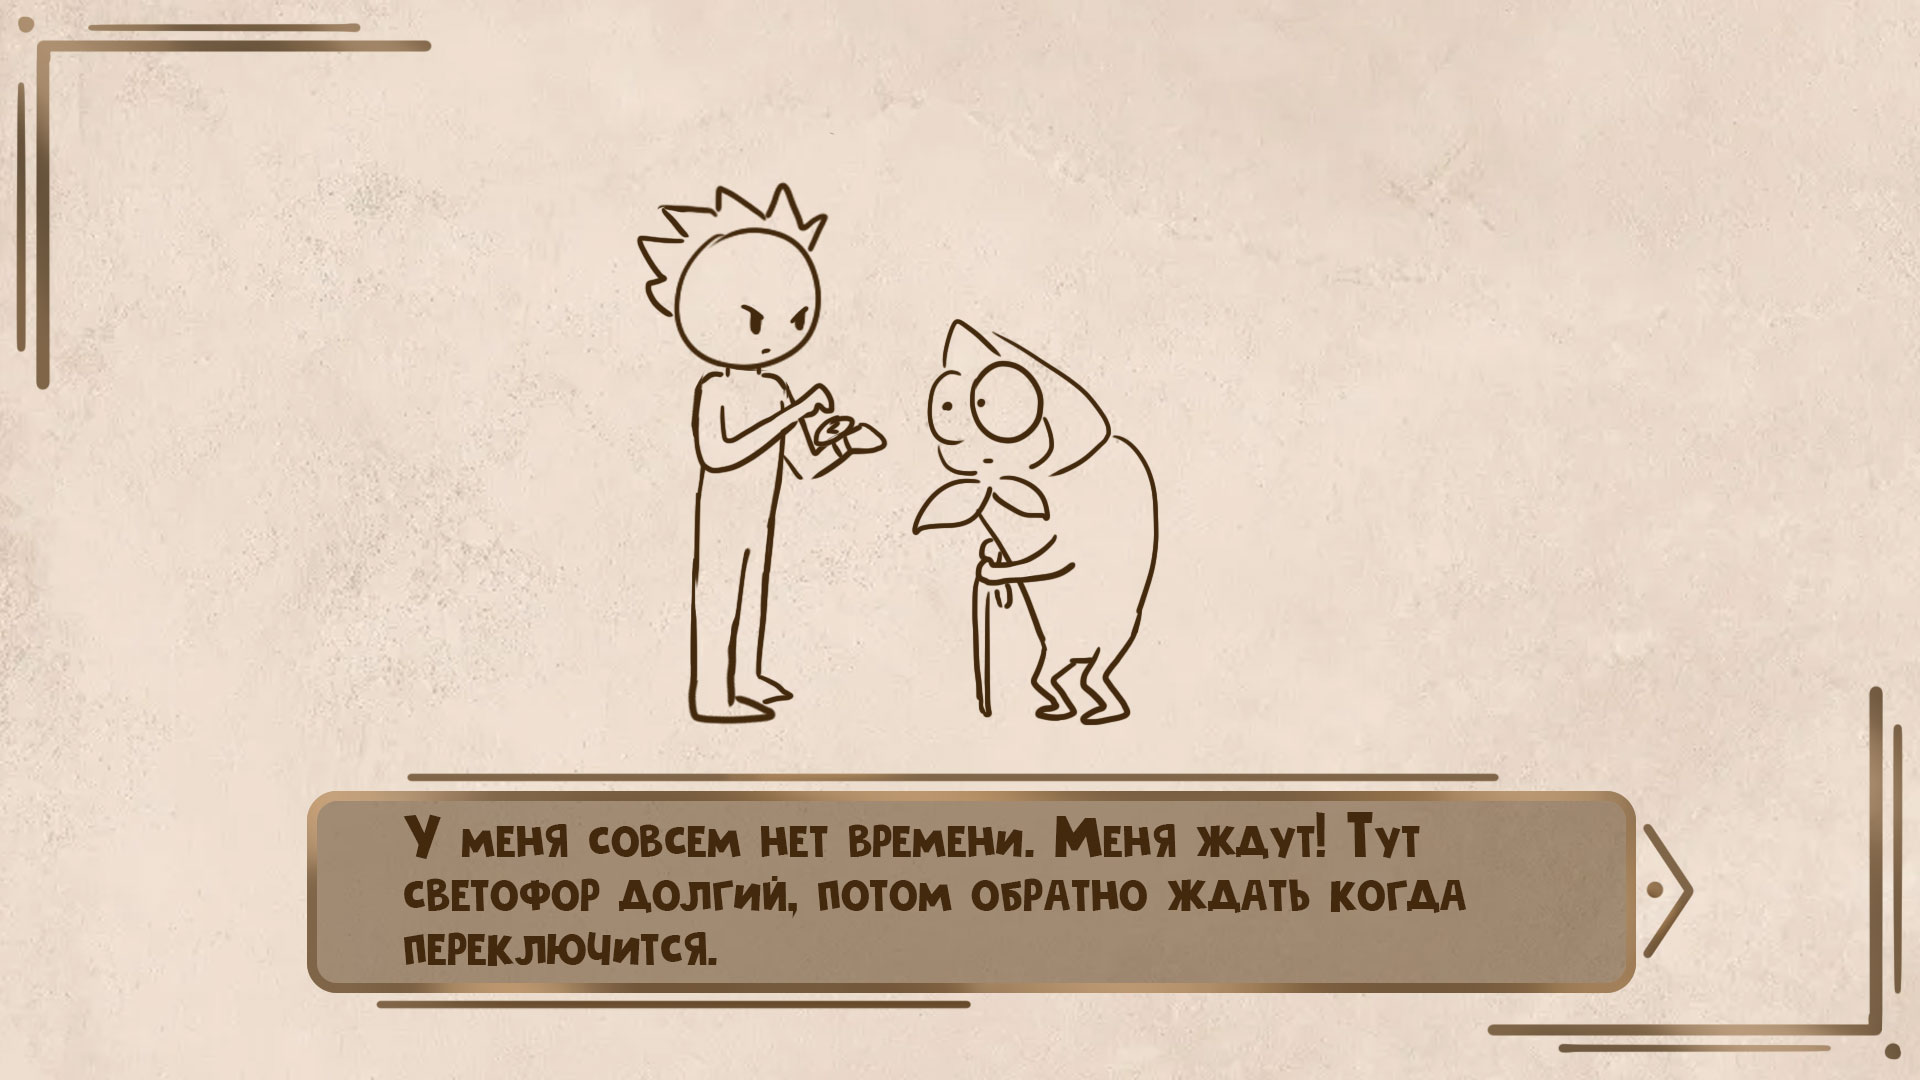 У меня совсем нет времени. Меня ждут! Тут
светофор долгий, потом обратно ждать когда
переключится.